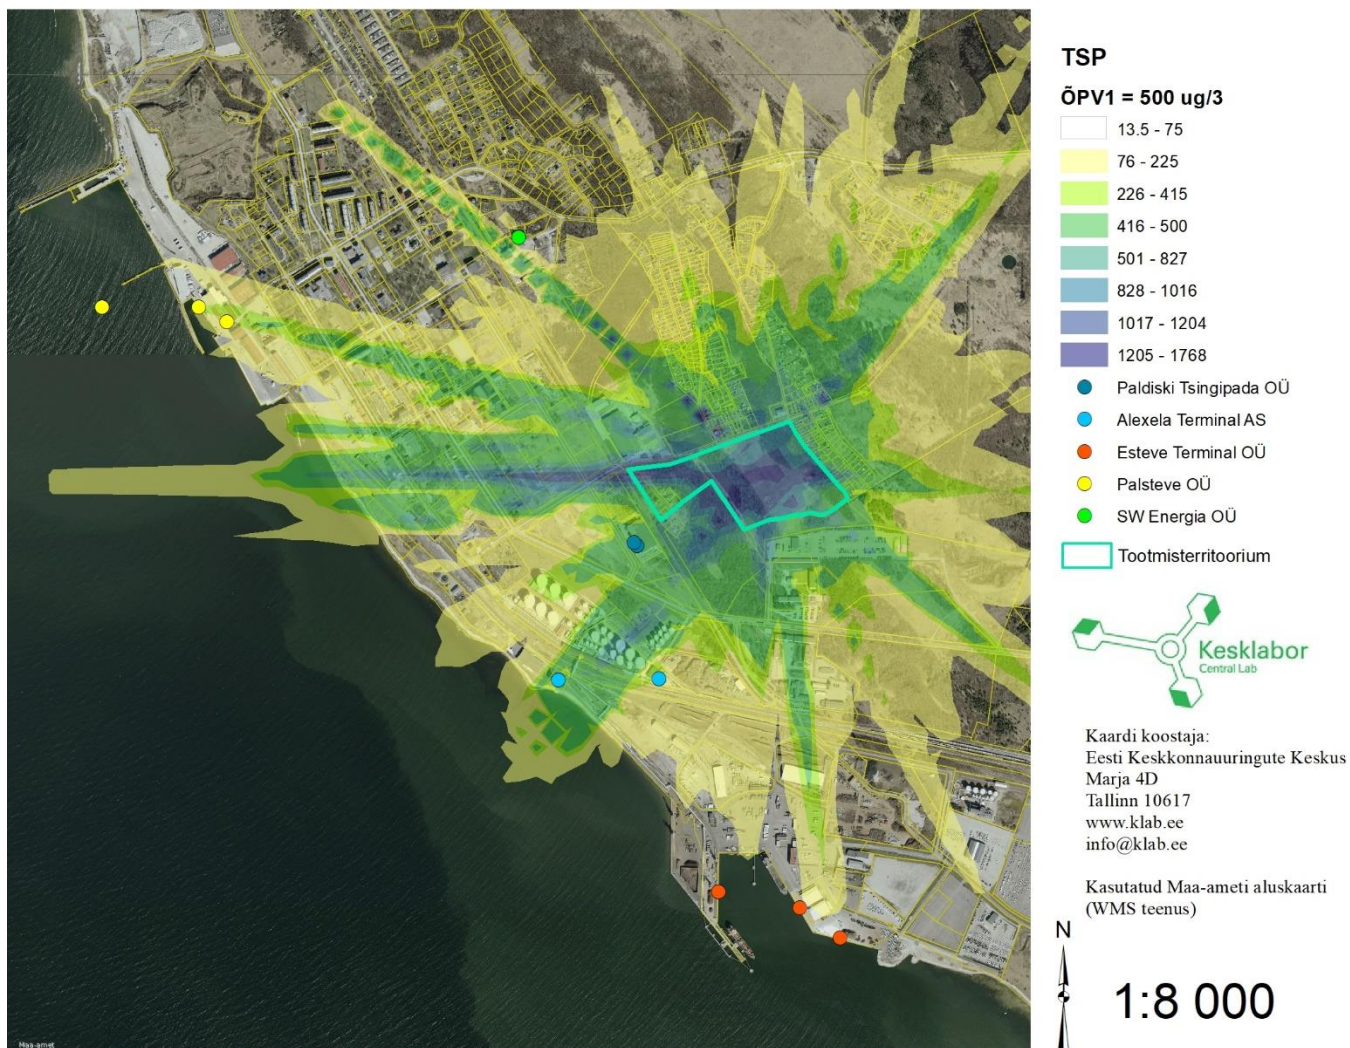 TSP
ÕPV1 = 500 ug/3
13.5 - 75
76 - 225
226 - 415
416 - 500
501 - 827
828 - 1016
1017 - 1204
1205 - 1768
Paldiski Tsingipada OÜ
Alexela Terminal AS
Esteve Terminal OÜ
Palsteve OÜ
SW Energia OÜ
Tootmisterritoorium
Kesklabor
Central Lab
Kaardi koostaja:
Eesti Keskkonnauuringute Keskus
Marja 4D
Tallinn 10617
www.klab.ee
info@klab.ee
Kasutatud Maa-ameti aluskaarti
(WMS teenus)
N
1:8 000
Maa-amet